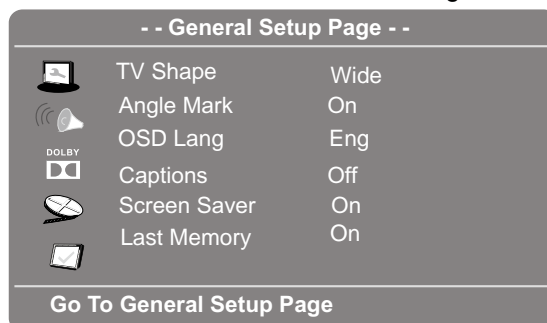 - - General Setup Page - -
TV Shape Wide
Angle Mark On
OSD Lang Eng
DOLBY
Captions Off
Screen Saver On
Last Memory On
Go To General Setup Page